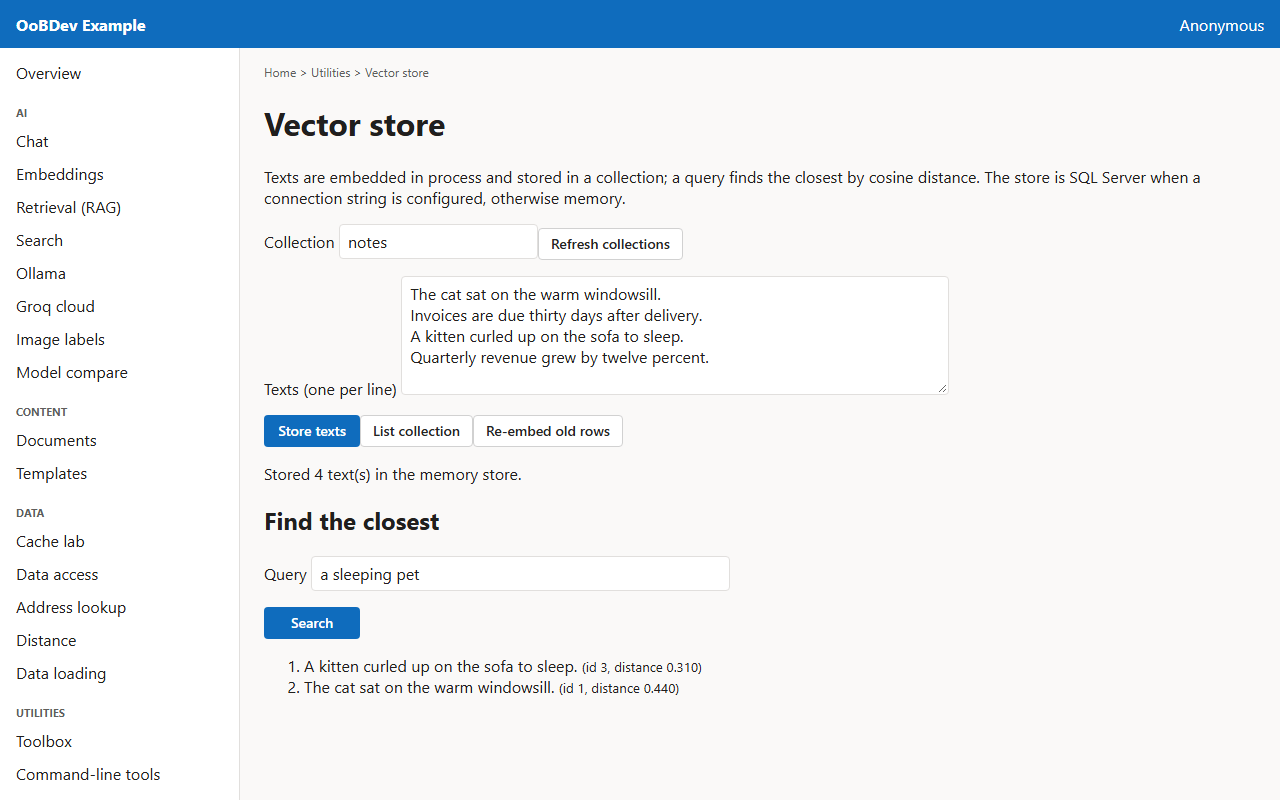 OoBDev Example
Anonymous
Overview
AI
Chat
Embeddings
Retrieval (RAG)
Search
Ollama
Groq cloud
Image labels
Model compare
CONTENT
Documents
Templates
DATA
Cache lab
Data access
Address lookup
Distance
Data loading
UTILITIES
Toolbox
Command-line tools
Home > Utilities > Vector store
Vector store
Texts are embedded in process and stored in a collection; a query finds the closest by cosine distance. The store is SQL Server when a
connection string is configured, otherwise memory.
Collection notes Refresh collections
The cat sat on the warm windowsill.
Invoices are due thirty days after delivery.
A kitten curled up on the sofa to sleep.
Quarterly revenue grew by twelve percent.
Texts (one per line)
Store texts List collection Re-embed old rows
Stored 4 text(s) in the memory store.
Find the closest
Query a sleeping pet
Search
1. A kitten curled up on the sofa to sleep. (id 3, distance 0.310)
2. The cat sat on the warm windowsill. (id 1, distance 0.440)